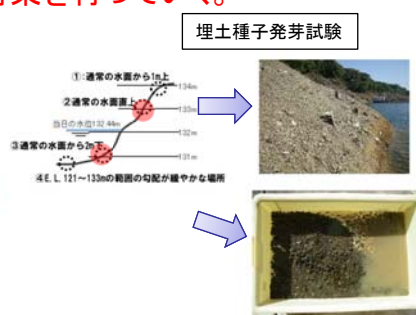 を行っていく。
埋土種子発芽試験
①:通常の水面から1m上
134m
②通常の水面直上
133m
当日の水位132.44m
132m
③通常の水面から2m下
131m
④E.L.121～133mの範囲の勾配が緩やかな場所